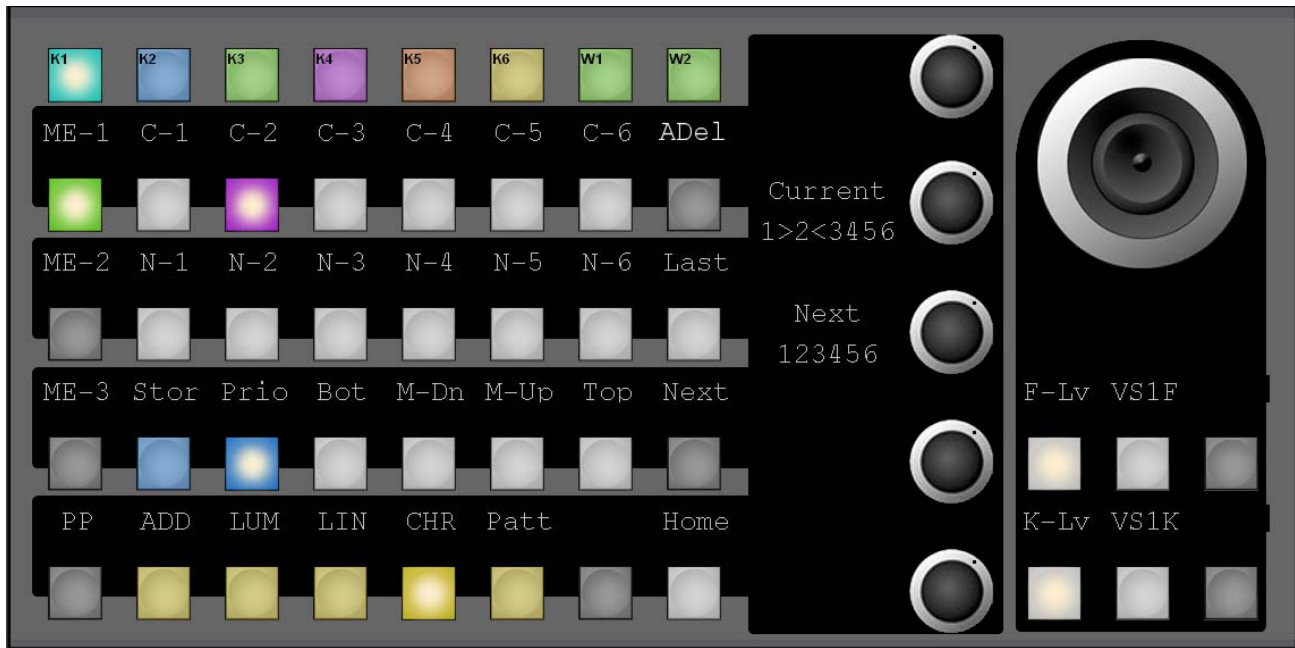 K1 K2 K3 K4 K5 K6 W1 W2
ME-1 C-1 C-2 C-3 C-4 C-5 C-6 ADel
Current
1>2<3456
ME-2 N-1 N-2 N-3 N-4 N-5 N-6 Last
Next
123456
ME-3 Stor Prio Bot M-Dn M-Up Top Next
F-Lv VS1F
PP ADD LUM LIN CHR Patt Home
K-Lv VS1K